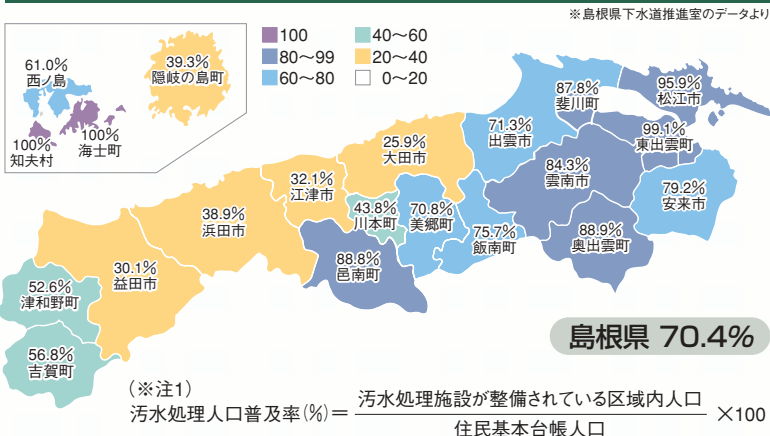 ※島根県下水道推進室のデータより
100
80〜99
60〜80
40〜60
20〜40
0〜20
61.0%
西ノ島
39.3%
隠岐の島町
100%
知夫村
100%
海士町
87.8%
斐川町
95.9%
松江市
71.3%
出雲市
99.1%
東出雲町
25.9%
大田市
84.3%
雲南市
79.2%
安来市
32.1%
江津市
43.8%
川本町
70.8%
美郷町
75.7%
飯南町
88.9%
奥出雲町
38.9%
浜田市
88.8%
邑南町
30.1%
益田市
52.6%
津和野町
56.8%
吉賀町
島根県 70.4%
(※注1)
汚水処理人口普及率(%)=
汚水処理施設が整備されている区域内人口
住民基本台帳人口
×100